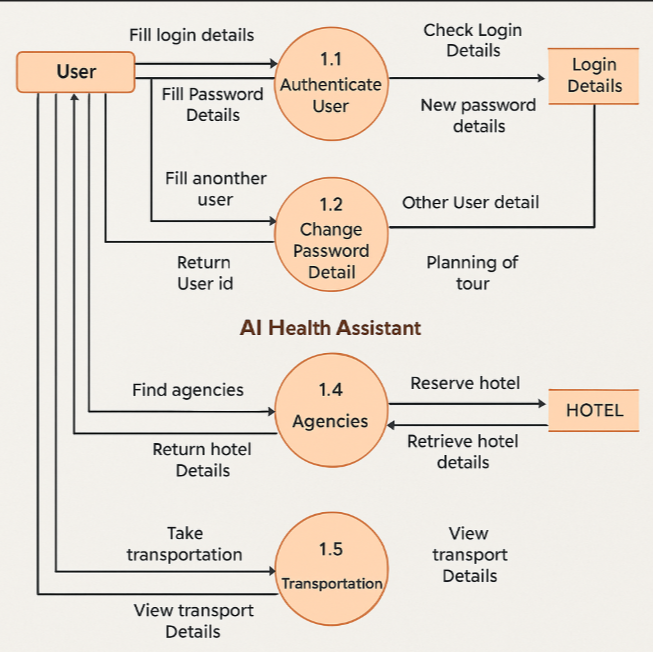 Fill login details
Check Login
Details
User
1.1
Authenticate
User
Login
Details
Fill Password
Details
New password
details
Fill anonther
user
1.2
Change
Password
Detail
Other User detail
Return
User id
Planning of
tour
AI Health Assistant
Find agencies
1.4
Agencies
Reserve hotel
HOTEL
Return hotel
Details
Retrieve hotel
details
Take
transportation
1.5
Transportation
View
transport
Details
View transport
Details